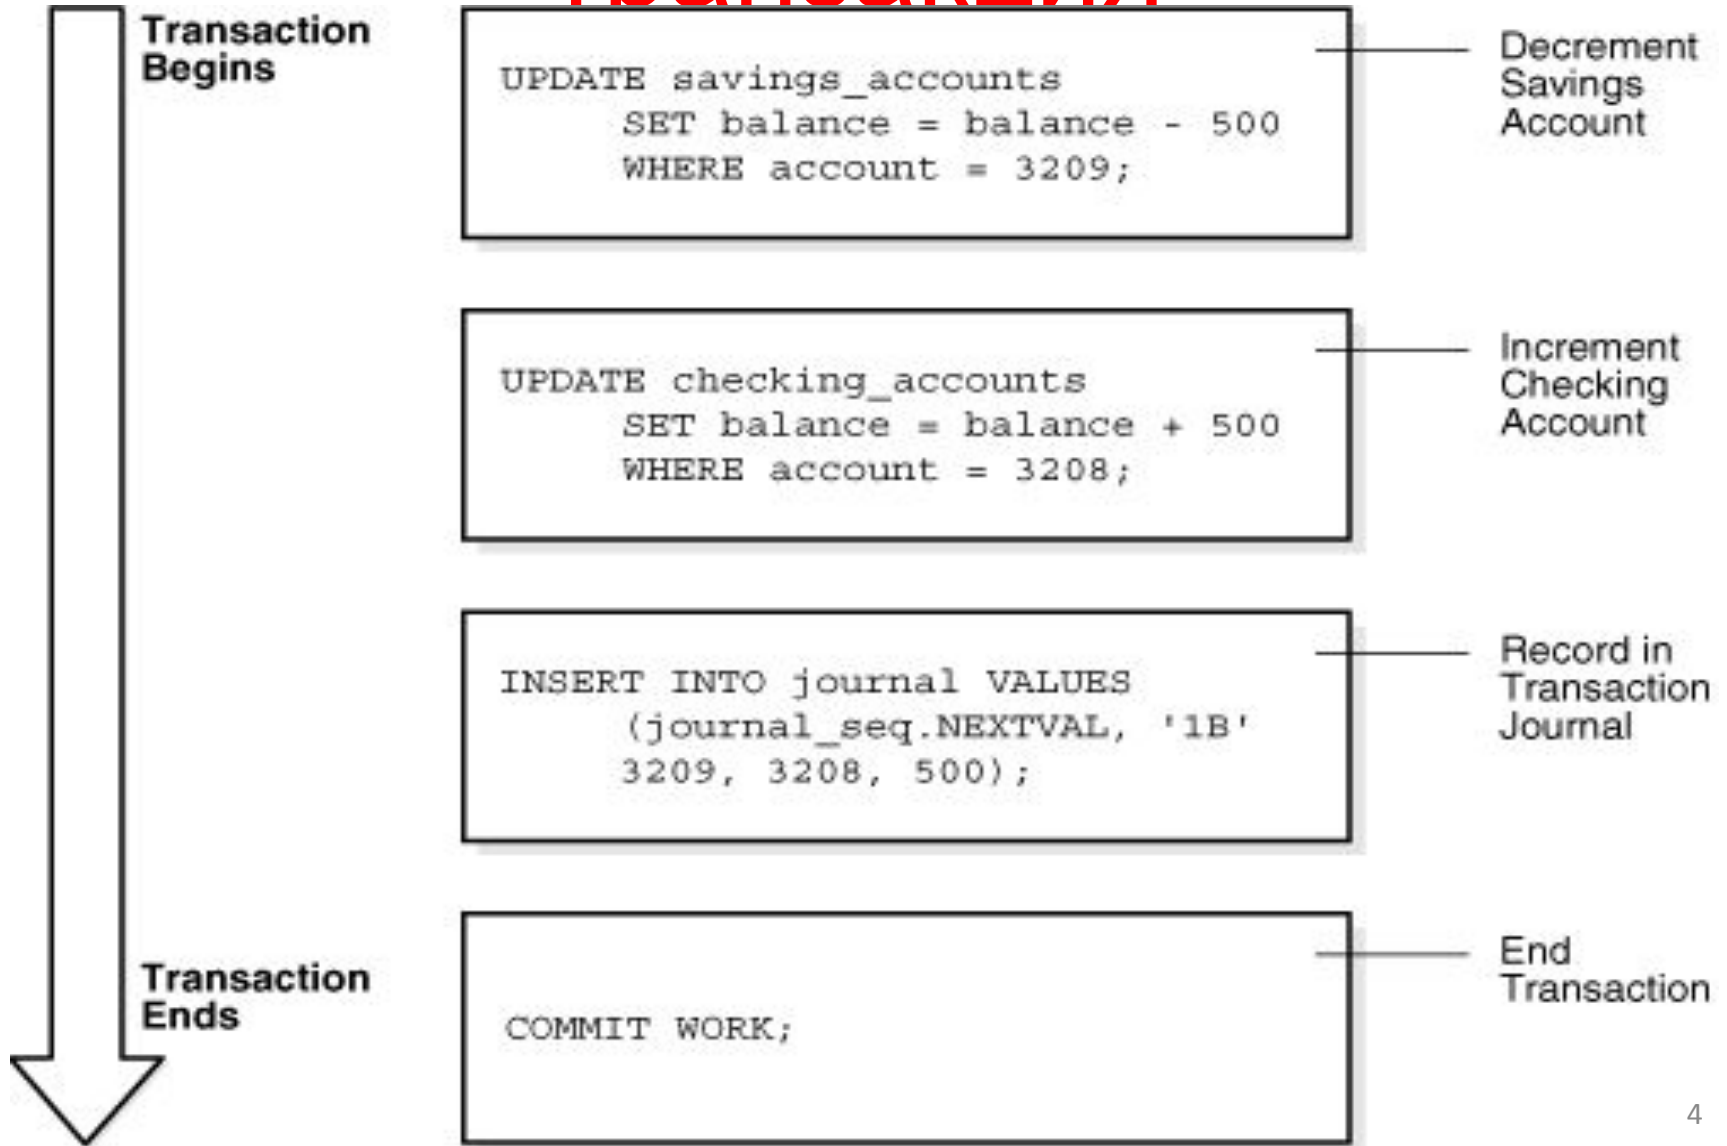 Transaction
Begins
UPDATE savings_accounts
SET balance = balance - 500
WHERE account = 3209;
Decrement
Savings
Account
UPDATE checking_accounts
SET balance = balance + 500
WHERE account = 3208;
Increment
Checking
Account
INSERT INTO journal VALUES
(journal_seq.NEXTVAL, '1B'
3209, 3208, 500);
Record in
Transaction
Journal
Transaction
Ends
COMMIT WORK;
End
Transaction
4